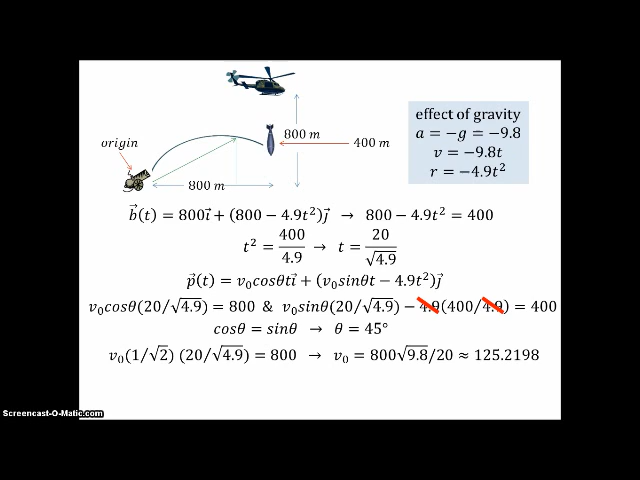 effect of gravity
a = −g = −9.8
v = −9.8t
r = −4.9t²
origin
800 m
400 m
800 m
b⃗(t) = 800i⃗ + (800 − 4.9t²)j⃗ → 800 − 4.9t² = 400
t² = 400/4.9 → t = 20/√4.9
p⃗(t) = v₀cosθti⃗ + (v₀sinθt − 4.9t²)j⃗
v₀cosθ(20/√4.9) = 800 & v₀sinθ(20/√4.9) − 4.9(400/4.9) = 400
cosθ = sinθ → θ = 45°
v₀(1/√2) (20/√4.9) = 800 → v₀ = 800√9.8/20 ≈ 125.2198
Screencast-O-Matic.com